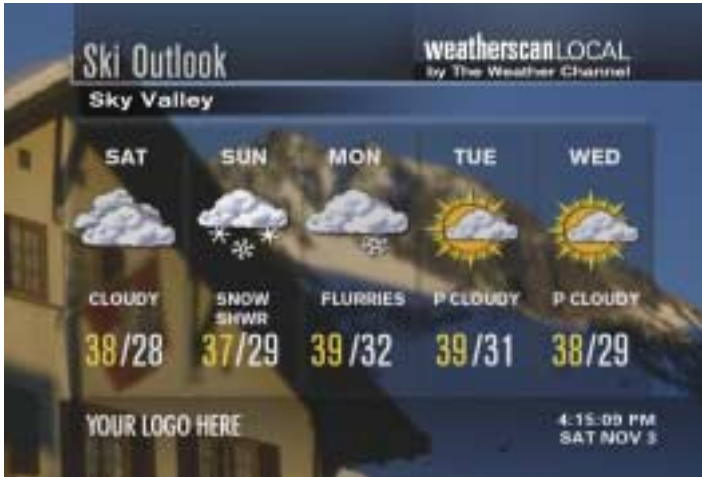 Ski Outlook
weatherscan LOCAL
by The Weather Channel
Sky Valley
SAT SUN MON TUE WED
CLOUDY SNOW SHWR FLURRIES P CLOUDY P CLOUDY
38/28 37/29 39/32 39/31 38/29
YOUR LOGO HERE
4:15:09 PM
SAT NOV 3